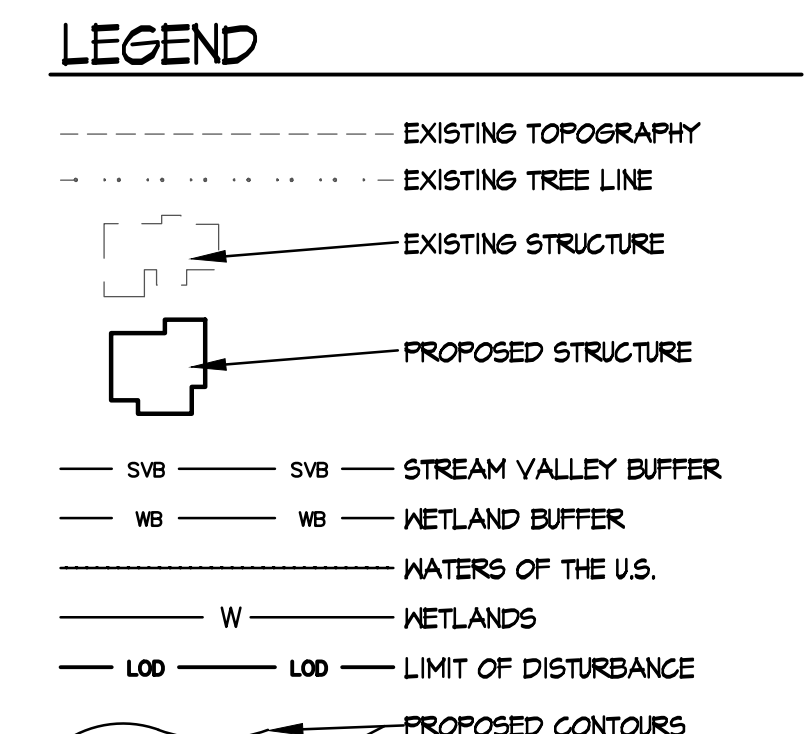 LEGEND
EXISTING TOPOGRAPHY
EXISTING TREE LINE
EXISTING STRUCTURE
PROPOSED STRUCTURE
SVB SVB STREAM VALLEY BUFFER
WB WB WETLAND BUFFER
WATERS OF THE U.S.
W WETLANDS
LOD LOD LIMIT OF DISTURBANCE
PROPOSED CONTOURS